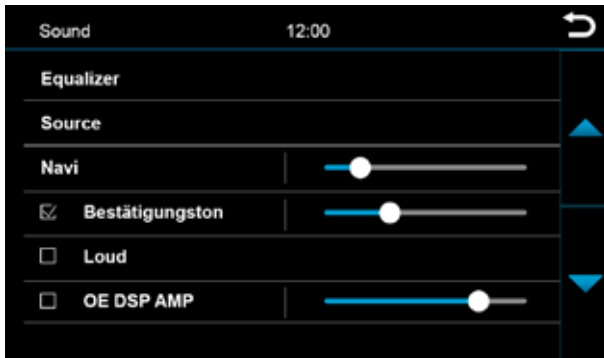 Sound 12:00
Equalizer
Source
Navi
Bestätigungston
Loud
OE DSP AMP